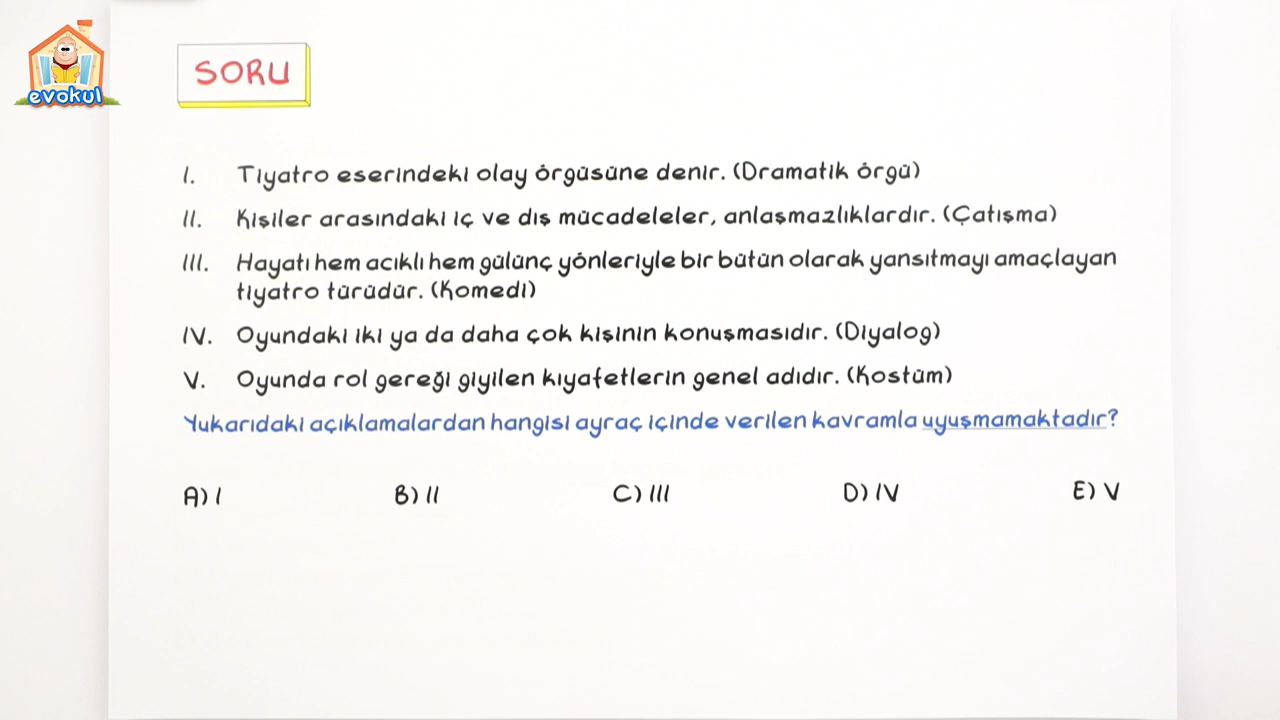 evokul
SORU
I. Tiyatro eserindeki olay örgüsüne denir. (Dramatik örgü)
II. Kişiler arasındaki iç ve dış mücadeleler, anlaşmazlıklardır. (Çatışma)
III. Hayatı hem acıklı hem gülünç yönleriyle bir bütün olarak yansıtmayı amaçlayan
tiyatro türüdür. (Komedi)
IV. Oyundaki iki ya da daha çok kişinin konuşmasıdır. (Diyalog)
V. Oyunda rol gereği giyilen kıyafetlerin genel adıdır. (Kostüm)
Yukarıdaki açıklamalardan hangisi ayraç içinde verilen kavramla uyuşmamaktadır?
A) I B) II C) III D) IV E) V